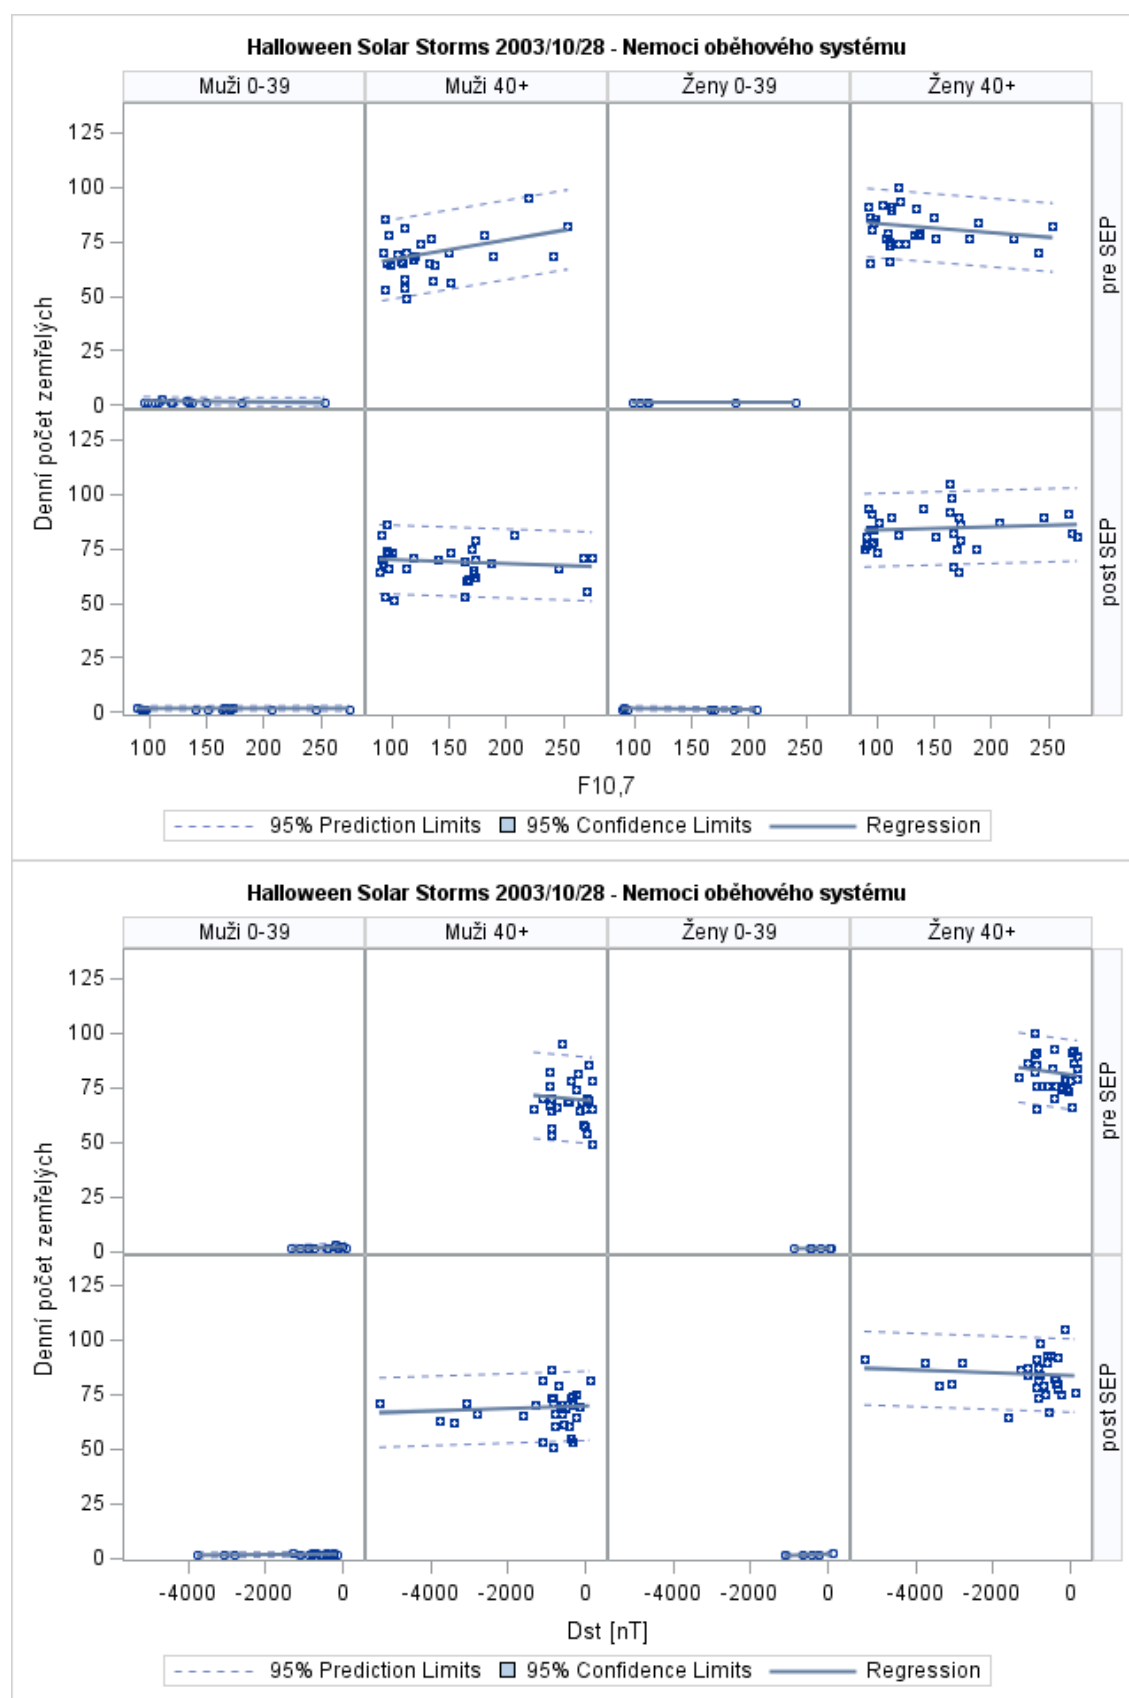 Halloween Solar Storms 2003/10/28 - Nemoci oběhového systému
Muži 0-39 Muži 40+ Ženy 0-39 Ženy 40+
125
100
75
50
25
0
pre SEP
Denní počet zemřelých
125
100
75
50
25
0
post SEP
100 150 200 250 100 150 200 250 100 150 200 250 100 150 200 250
F10,7
95% Prediction Limits 95% Confidence Limits Regression
Halloween Solar Storms 2003/10/28 - Nemoci oběhového systému
Muži 0-39 Muži 40+ Ženy 0-39 Ženy 40+
125
100
75
50
25
0
pre SEP
Denní počet zemřelých
125
100
75
50
25
0
post SEP
-4000 -2000 0 -4000 -2000 0 -4000 -2000 0 -4000 -2000 0
Dst [nT]
95% Prediction Limits 95% Confidence Limits Regression